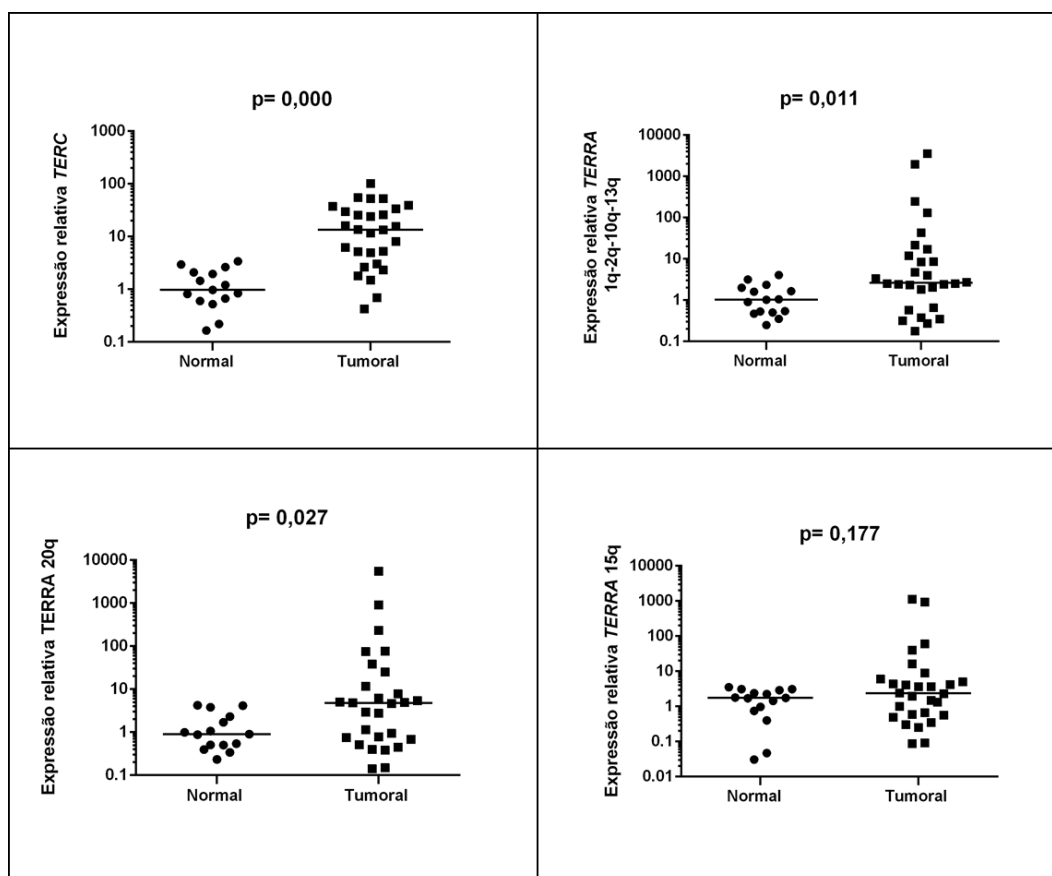 p= 0,000
Expressão relativa TERC
1000
100
10
1
0.1
Normal
Tumoral
p= 0,011
Expressão relativa TERRA
1q-2q-10q-13q
10000
1000
100
10
1
0.1
Normal
Tumoral
p= 0,027
Expressão relativa TERRA 20q
10000
1000
100
10
1
0.1
Normal
Tumoral
p= 0,177
Expressão relativa TERRA 15q
10000
1000
100
10
1
0.1
0.01
Normal
Tumoral